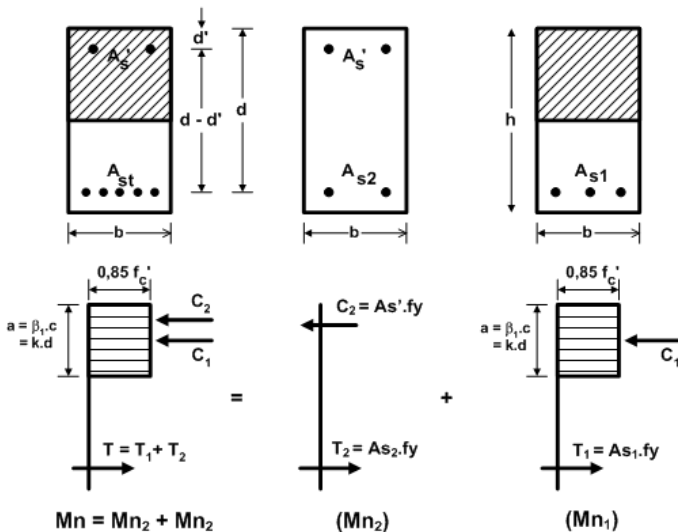 d'
As'
d - d'
d
Ast
b
As'
As2
b
h
As1
b
0,85 fc'
a = β1.c
= k.d
C2
C1
T = T1 + T2
=
C2 = As'.fy
T2 = As2.fy
+
0,85 fc'
a = β1.c
= k.d
C1
T1 = As1.fy
Mn = Mn2 + Mn2
(Mn2)
(Mn1)